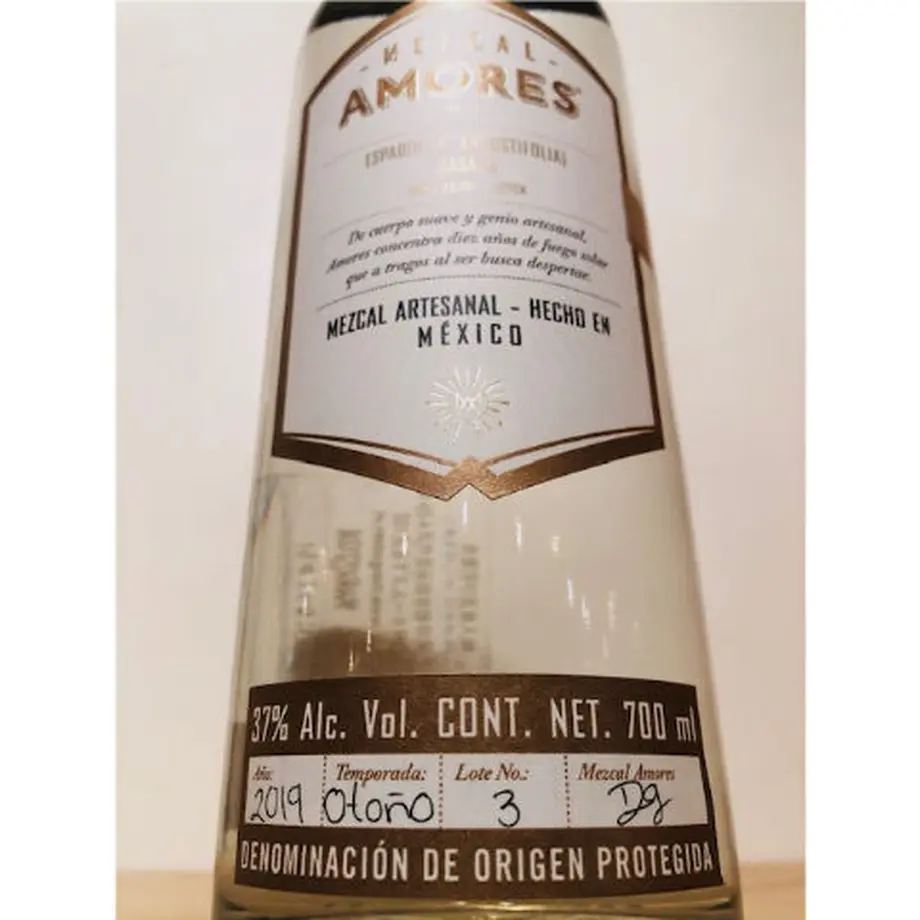 - MEZCAL -
AMORES
De cuerpo suave y genio artesanal,
Amores concentra diez años de fuego sobre
que a tragos al ser busca despertar.
MEZCAL ARTESANAL - HECHO EN
MÉXICO
37% Alc. Vol. CONT. NET. 700 ml
Año: Temporada: Lote No.: Mezcal Amores
2019 Otoño 3 Dg
DENOMINACIÓN DE ORIGEN PROTEGIDA